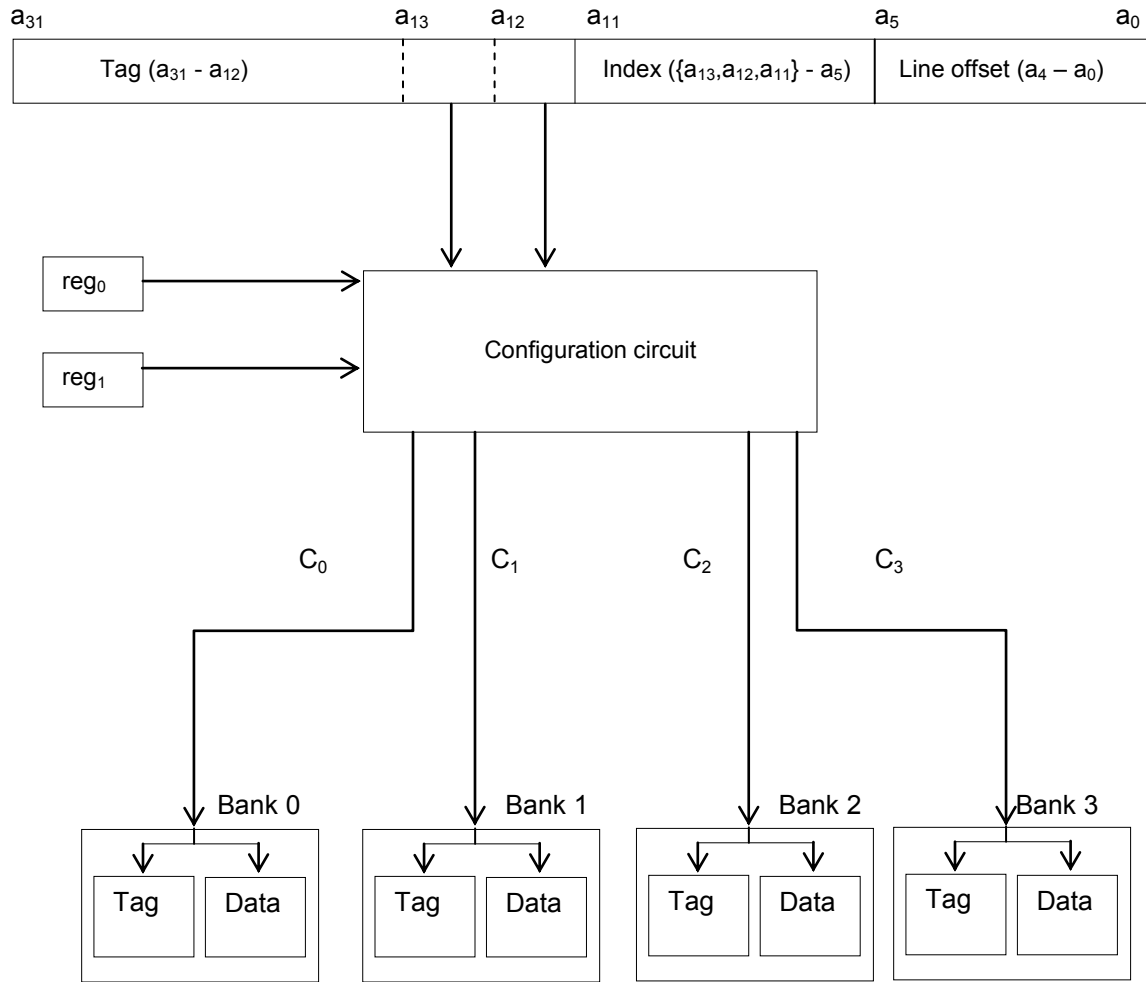 a₃₁ a₁₃ a₁₂ a₁₁ a₅ a₀
Tag (a₃₁ - a₁₂) Index ({a₁₃,a₁₂,a₁₁} - a₅) Line offset (a₄ – a₀)
reg₀
Configuration circuit
reg₁
C₀ C₁ C₂ C₃
Bank 0 Bank 1 Bank 2 Bank 3
Tag Data Tag Data Tag Data Tag Data